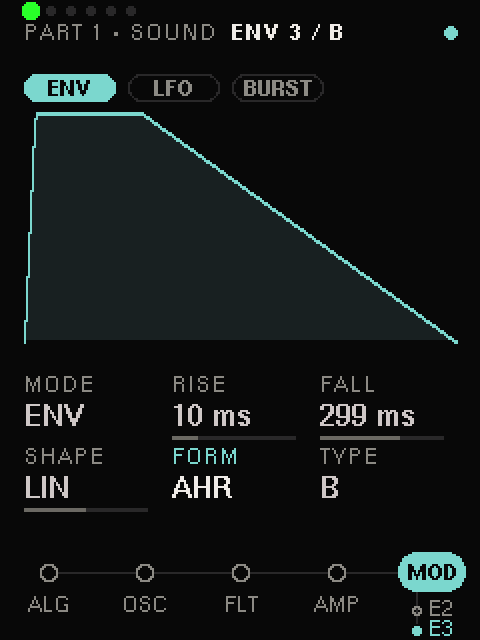 PART 1 · SOUND ENV 3 / B
ENV LFO BURST
MODE RISE FALL
ENV 10 ms 299 ms
SHAPE FORM TYPE
LIN AHR B
MOD
ALG OSC FLT AMP
E2
E3